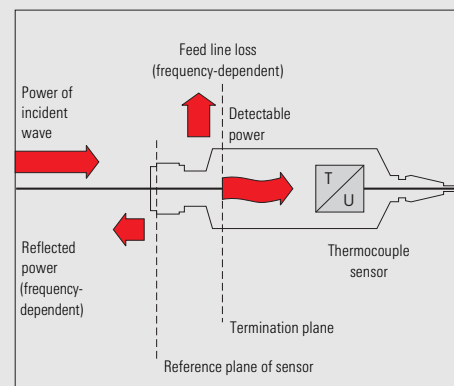 Feed line loss
(frequency-dependent)
Power of
incident
wave
Detectable
power
T
U
Reflected
power
(frequency-
dependent)
Thermocouple
sensor
Termination plane
Reference plane of sensor